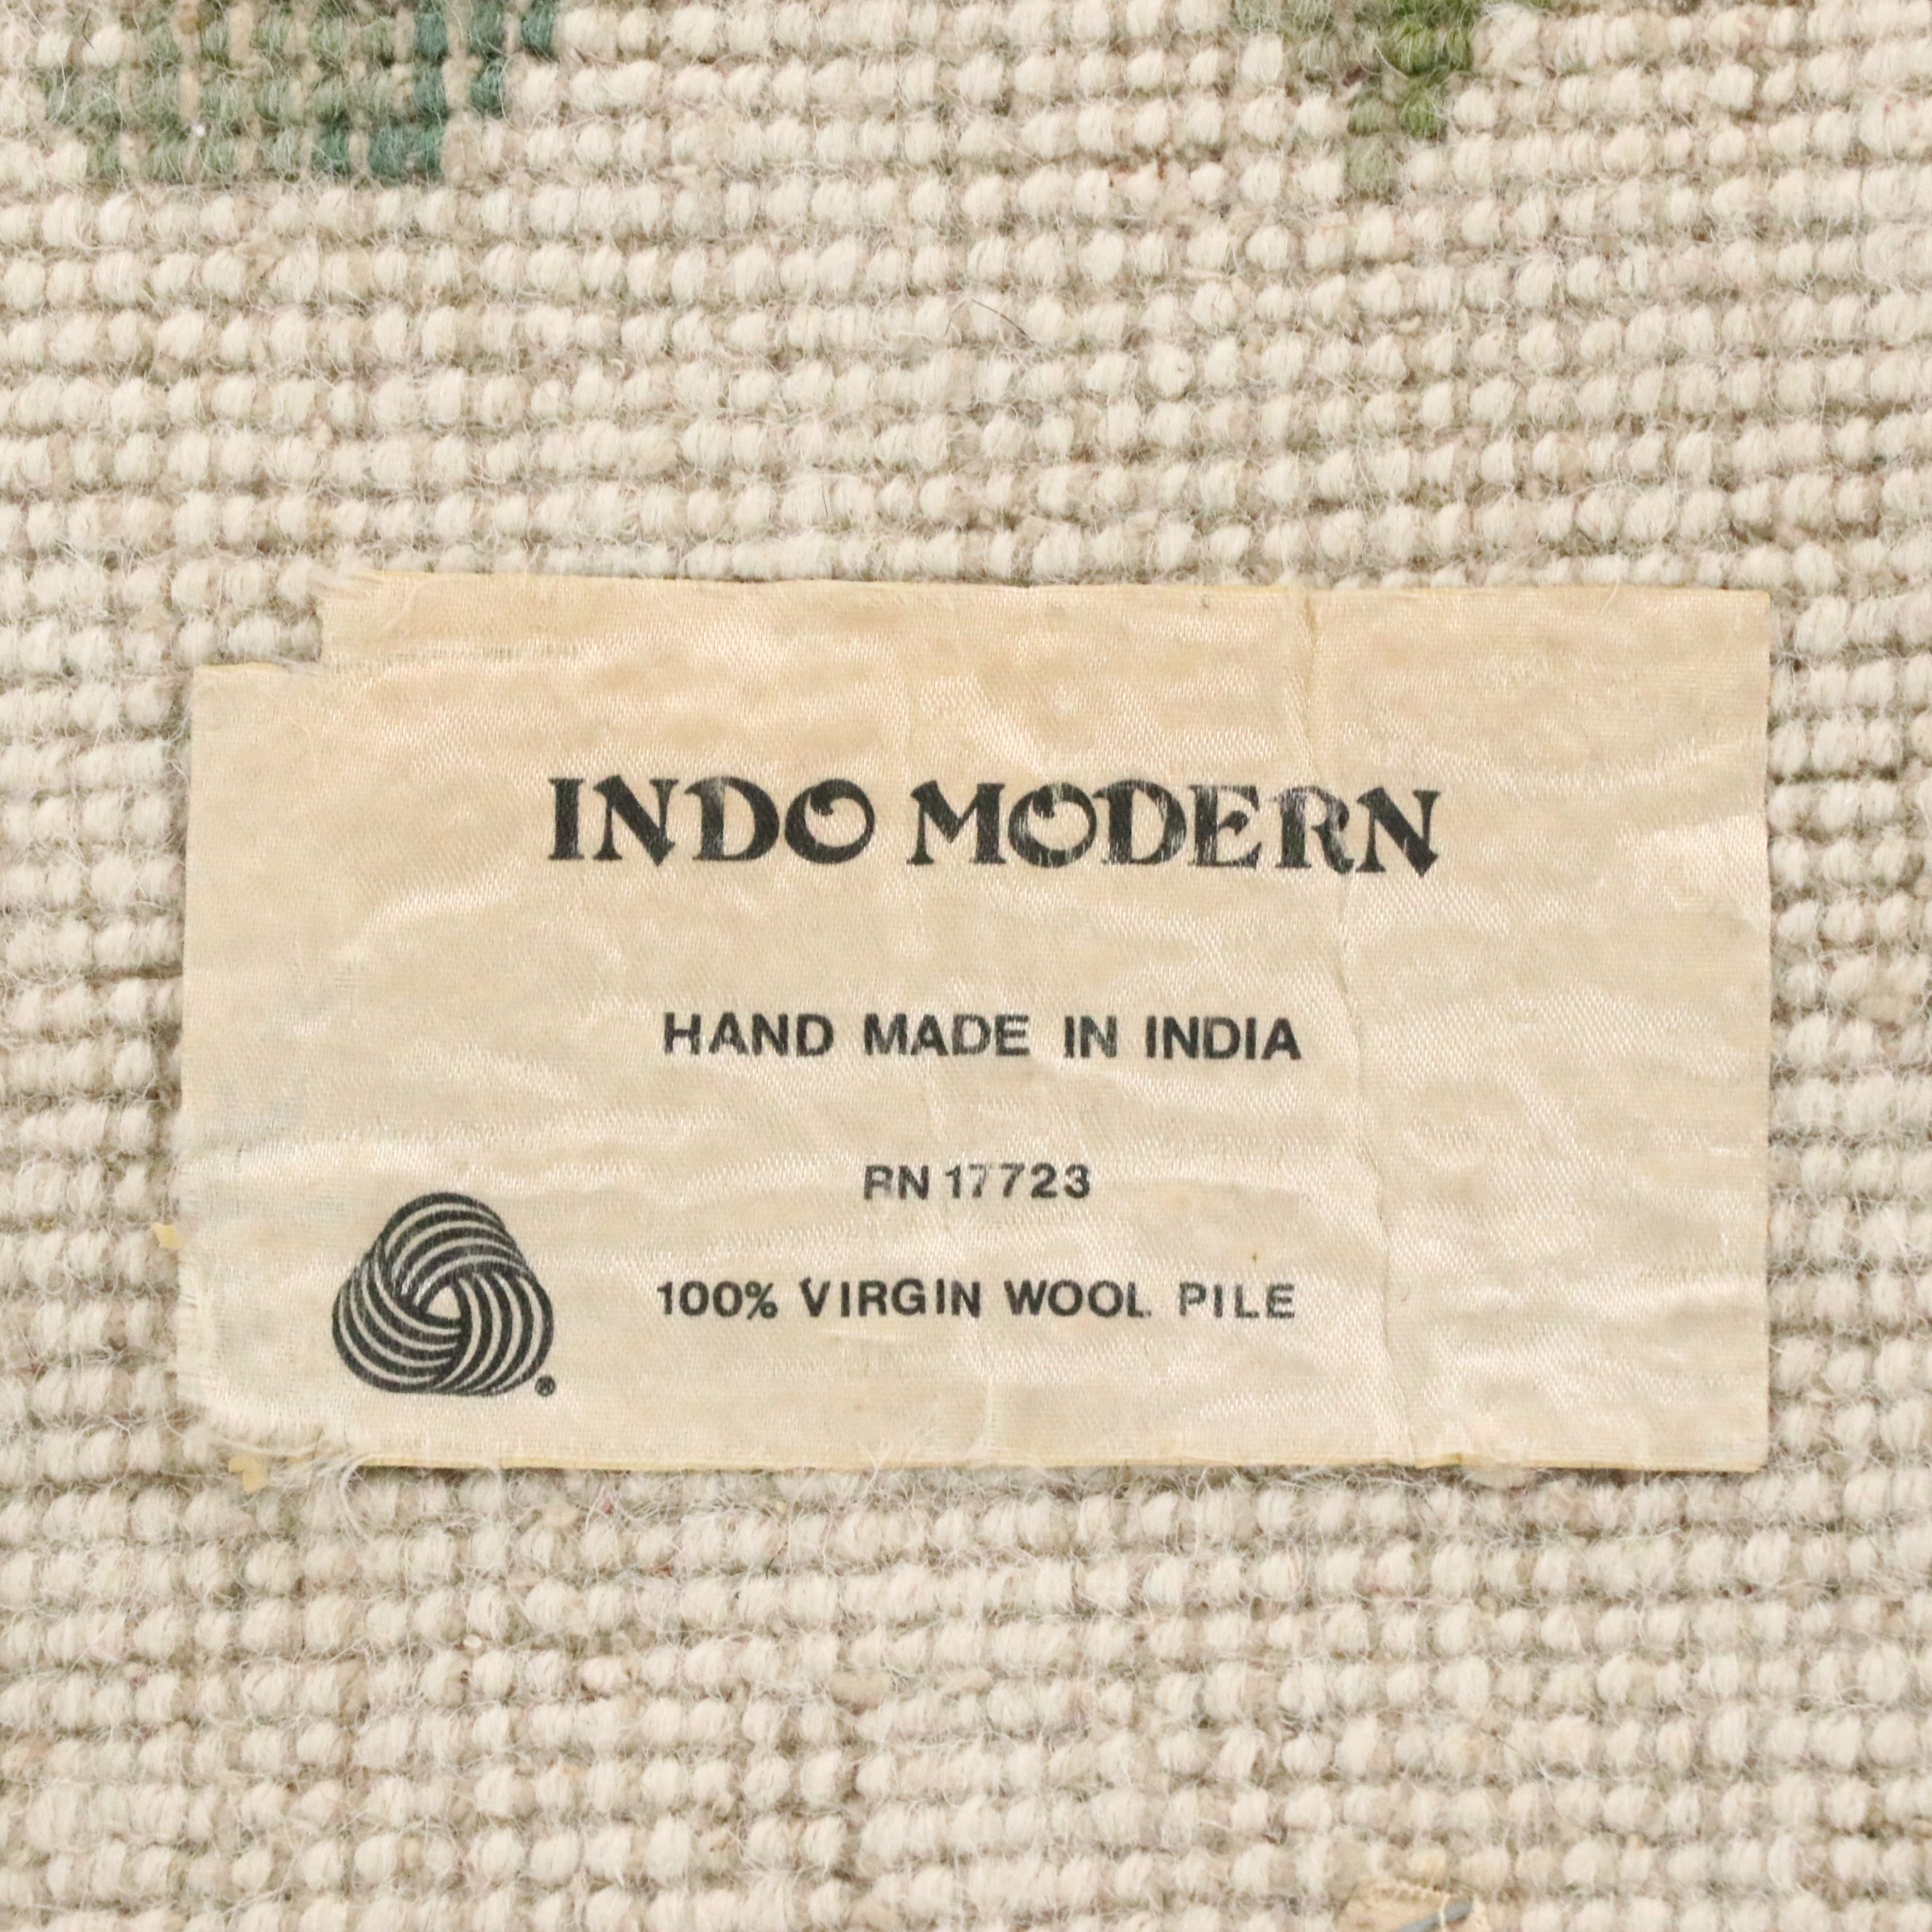 INDO MODERN
HAND MADE IN INDIA
RN 17723
100% VIRGIN WOOL PILE
®